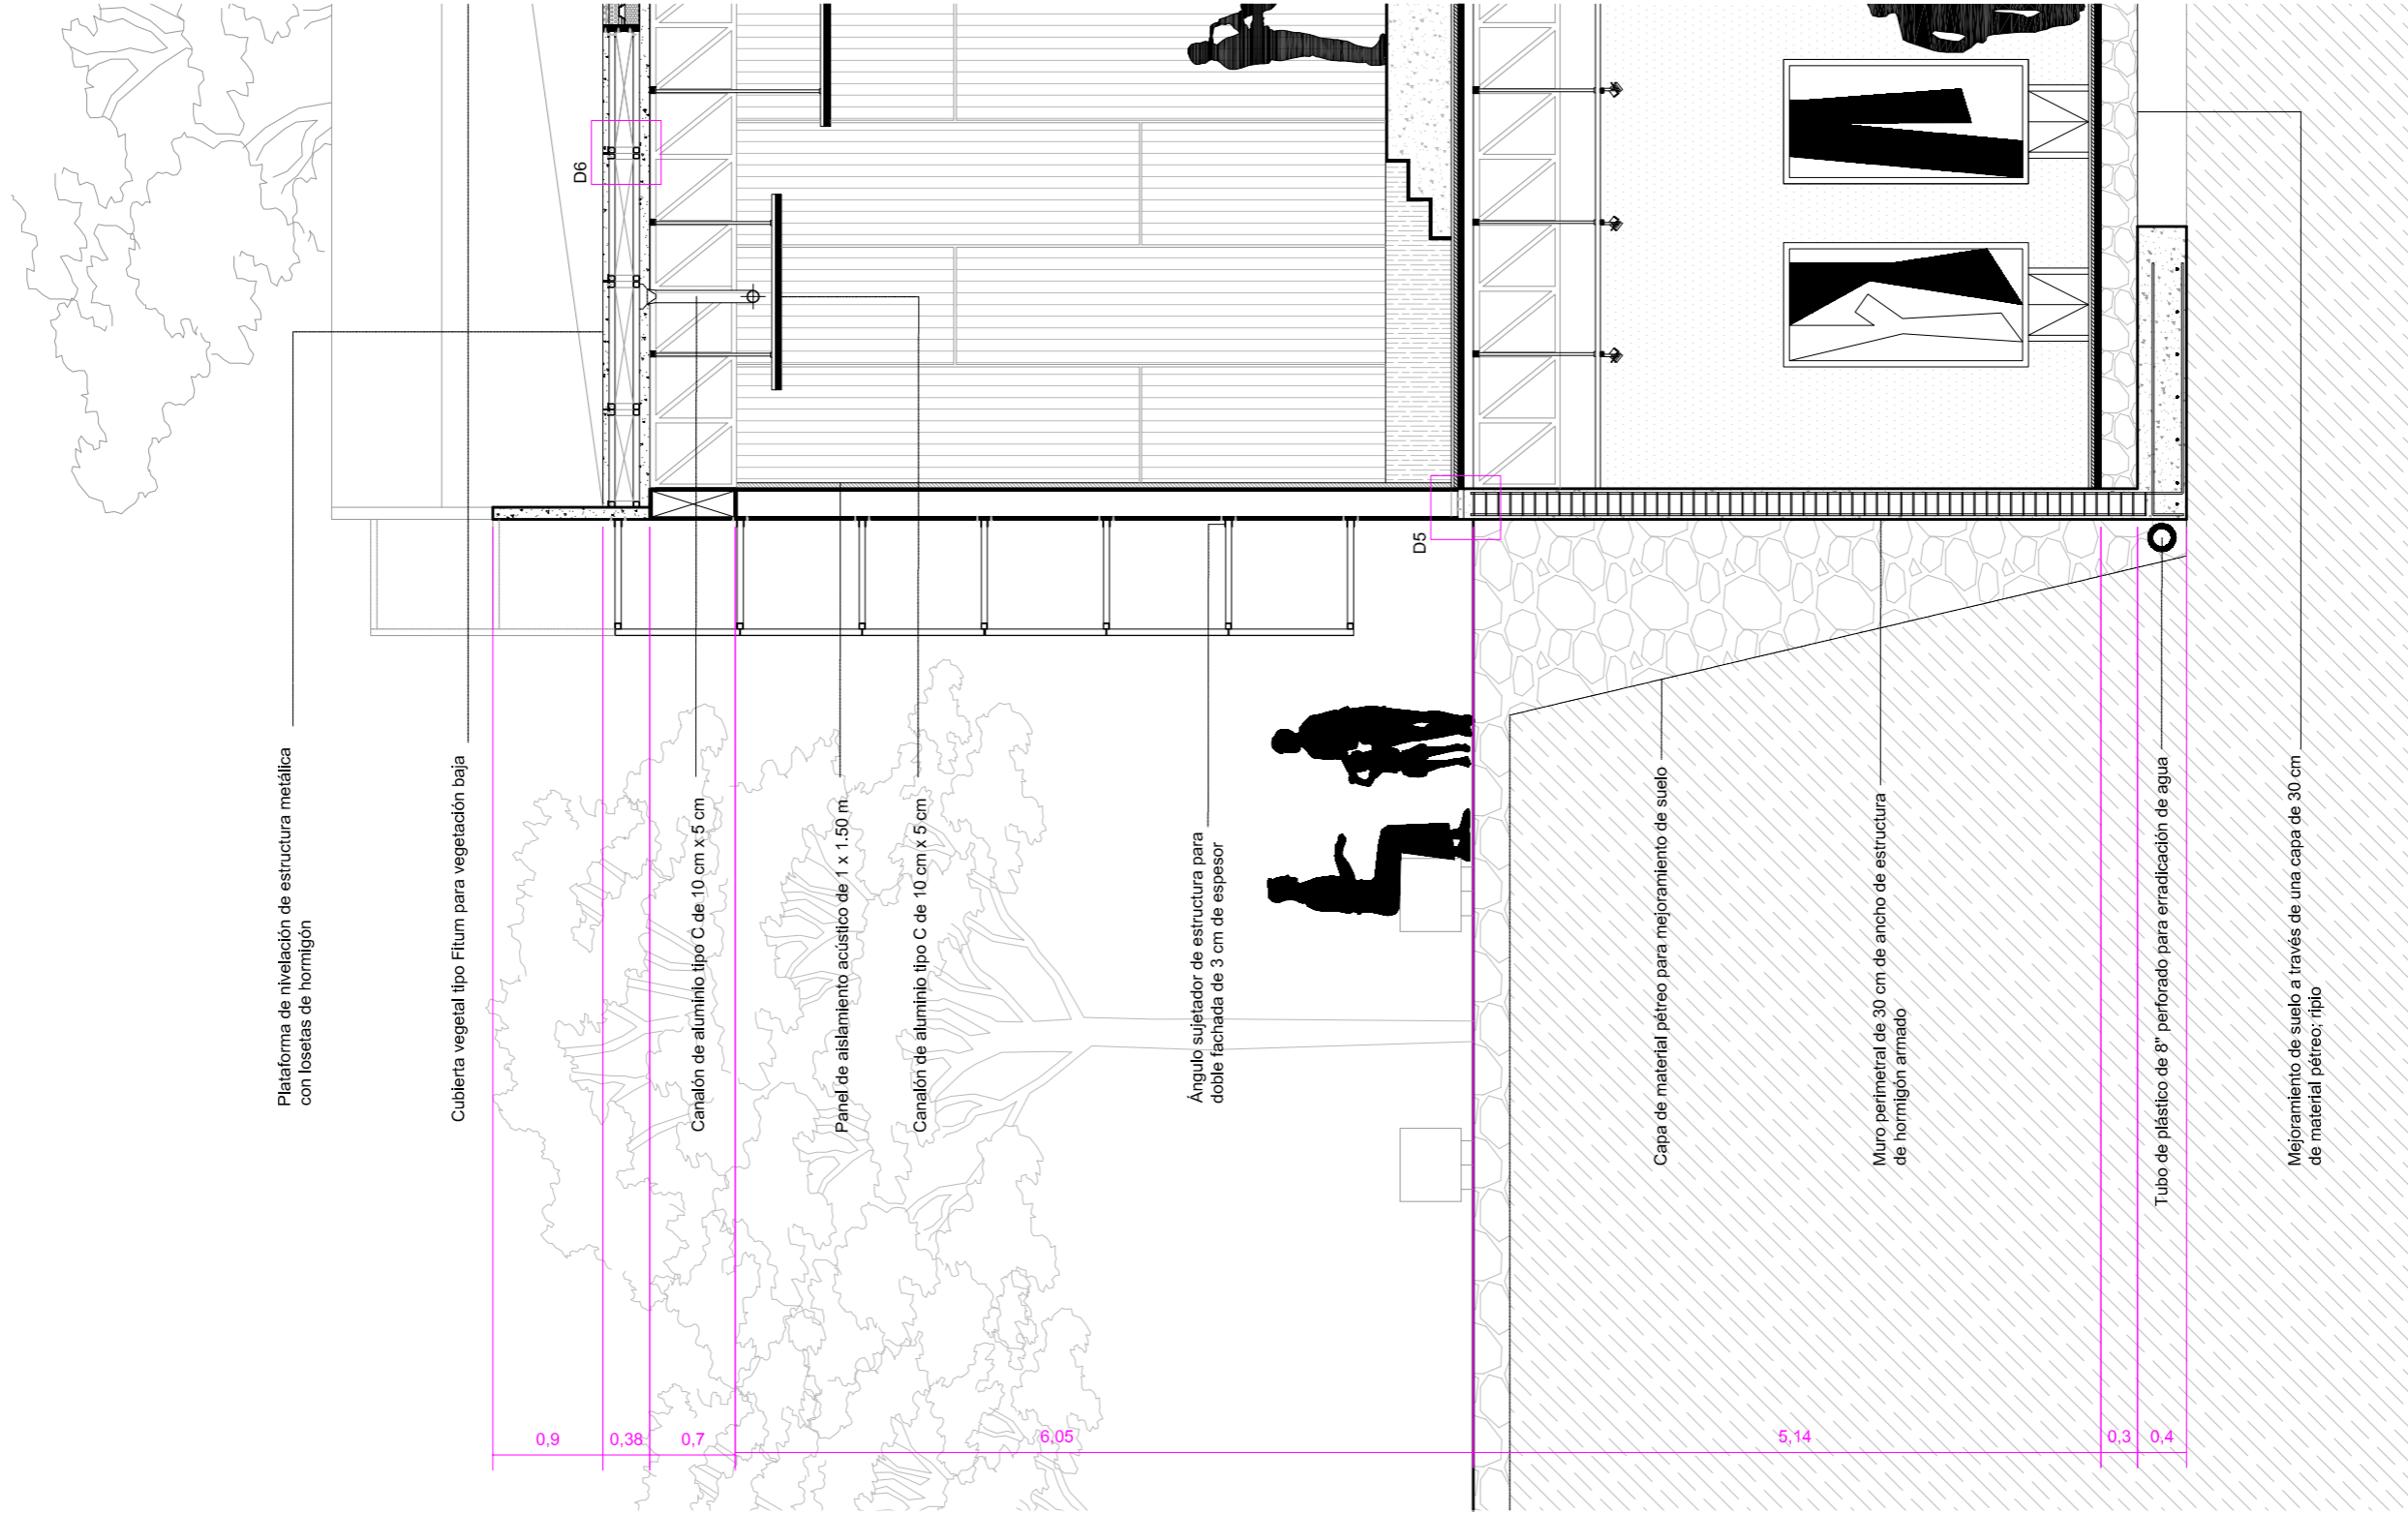 Plataforma de nivelación de estructura metálica
con losetas de hormigón
Cubierta vegetal tipo Fitum para vegetación baja
Canalón de aluminio tipo C de 10 cm x 5 cm
Panel de aislamiento acústico de 1 x 1.50 m
Canalón de aluminio tipo C de 10 cm x 5 cm
Ángulo sujetador de estructura para
doble fachada de 3 cm de espesor
Capa de material pétreo para mejoramiento de suelo
Muro perimetral de 30 cm de ancho de estructura
de hormigón armado
Tubo de plástico de 8" perforado para erradicación de agua
Mejoramiento de suelo a través de una capa de 30 cm
de material pétreo; ripio
D6
D5
0,9
0,38
0,7
6,05
5,14
0,3
0,4